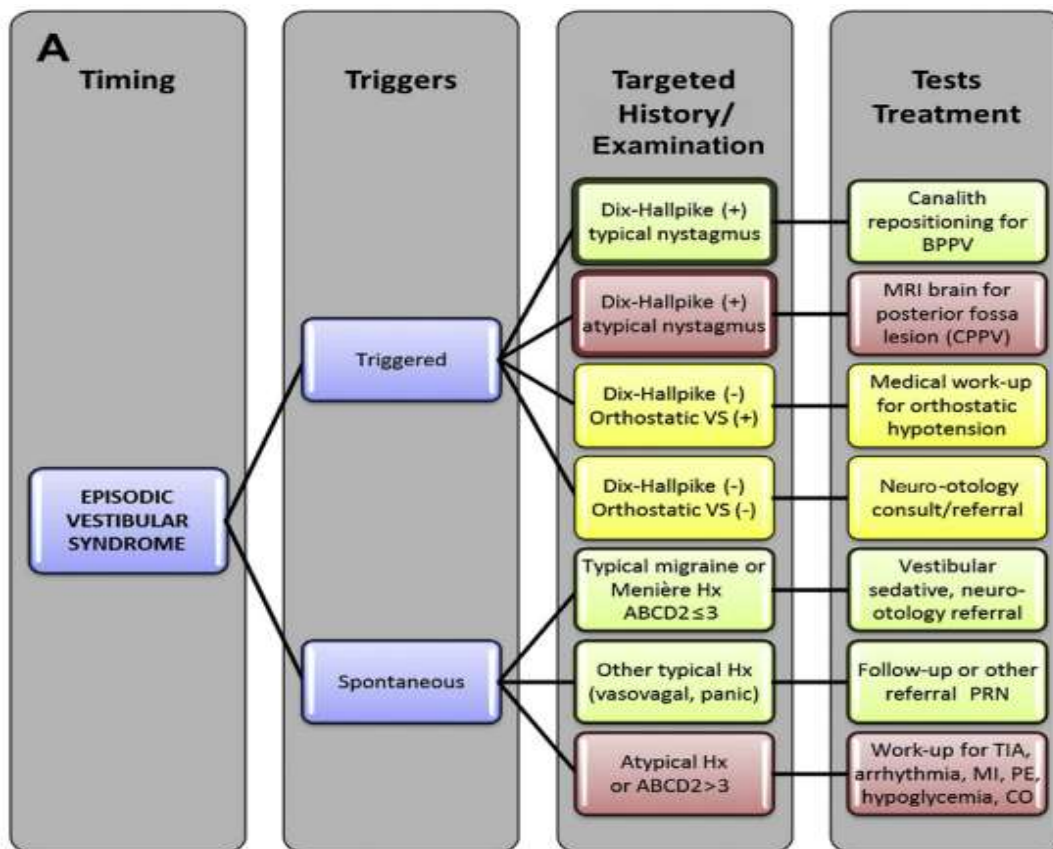 A
Timing
Triggers
Targeted
History/
Examination
Tests
Treatment
EPISODIC
VESTIBULAR
SYNDROME
Triggered
Spontaneous
Dix-Hallpike (+)
typical nystagmus
Canalith
repositioning for
BPPV
Dix-Hallpike (+)
atypical nystagmus
MRI brain for
posterior fossa
lesion (CPPV)
Dix-Hallpike (-)
Orthostatic VS (+)
Medical work-up
for orthostatic
hypotension
Dix-Hallpike (-)
Orthostatic VS (-)
Neuro-otology
consult/referral
Typical migraine or
Menière Hx
ABCD2≤3
Vestibular
sedative, neuro-
otology referral
Other typical Hx
(vasovagal, panic)
Follow-up or other
referral PRN
Atypical Hx
or ABCD2>3
Work-up for TIA,
arrhythmia, MI, PE,
hypoglycemia, CO